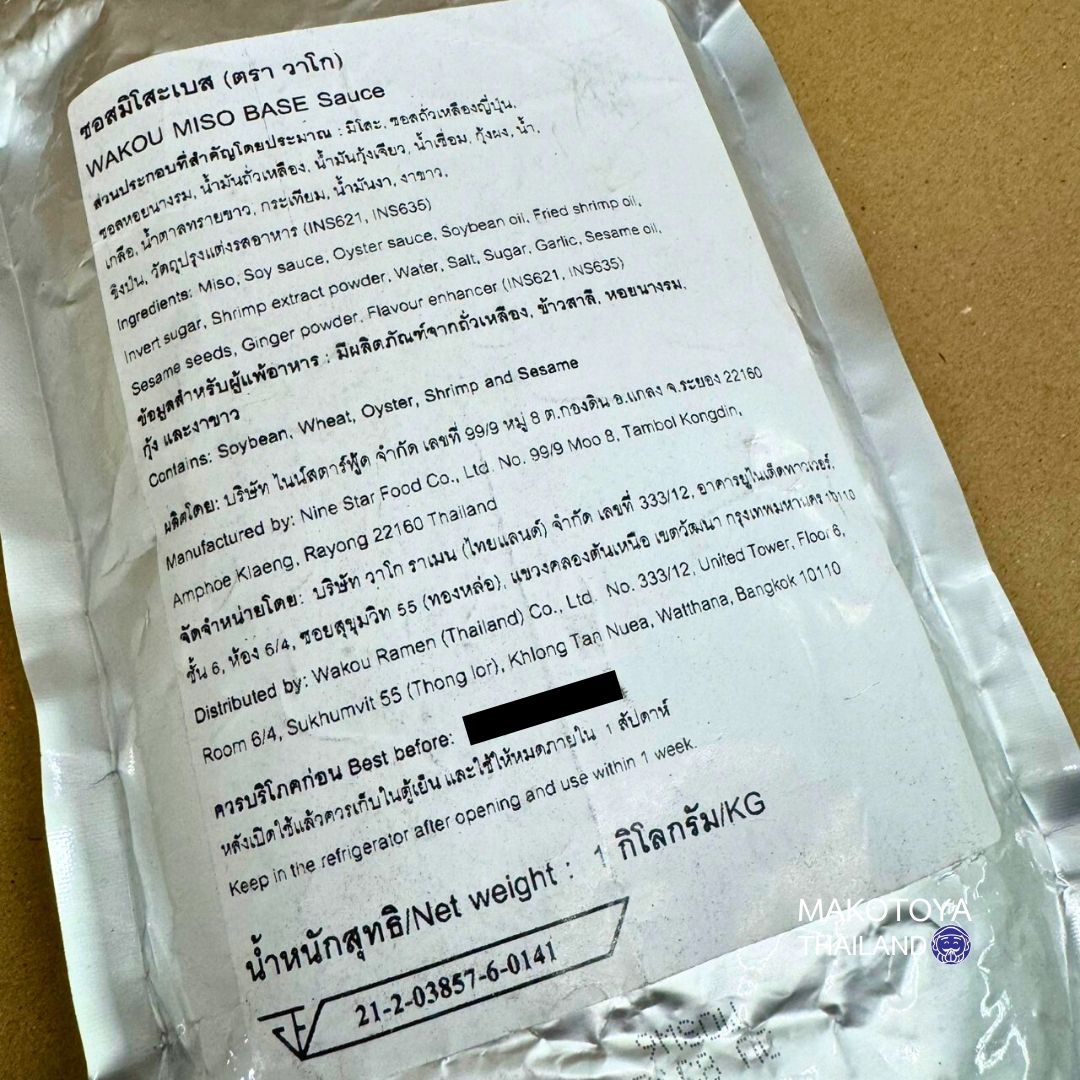 ซอสมิโสะเบส (ตรา วาโก)
WAKOU MISO BASE Sauce
ส่วนประกอบที่สำคัญโดยประมาณ : มิโสะ, ซอสถั่วเหลืองญี่ปุ่น,
ซอสหอยนางรม, น้ำมันถั่วเหลือง, น้ำมันกุ้งเจียว, น้ำเชื่อม, กุ้งผง, น้ำ,
เกลือ, น้ำตาลทรายขาว, กระเทียม, น้ำมันงา, งาขาว,
ขิงป่น, วัตถุปรุงแต่งรสอาหาร (INS621, INS635)
Ingredients: Miso, Soy sauce, Oyster sauce, Soybean oil, Fried shrimp oil,
Invert sugar, Shrimp extract powder, Water, Salt, Sugar, Garlic, Sesame oil,
Sesame seeds, Ginger powder, Flavour enhancer (INS621, INS635)
ข้อมูลสำหรับผู้แพ้อาหาร : มีผลิตภัณฑ์จากถั่วเหลือง, ข้าวสาลี, หอยนางรม,
กุ้ง และงาขาว
Contains: Soybean, Wheat, Oyster, Shrimp and Sesame
ผลิตโดย: บริษัท ไนน์สตาร์ฟู้ด จำกัด เลขที่ 99/9 หมู่ 8 ต.กองดิน อ.แกลง จ.ระยอง 22160
Manufactured by: Nine Star Food Co., Ltd. No. 99/9 Moo 8, Tambol Kongdin,
Amphoe Klaeng, Rayong 22160 Thailand
จัดจำหน่ายโดย: บริษัท วาโก ราเมน (ไทยแลนด์) จำกัด เลขที่ 333/12, อาคารยูไนเต็ดทาวเวอร์,
ชั้น 6, ห้อง 6/4, ซอยสุขุมวิท 55 (ทองหล่อ), แขวงคลองตันเหนือ เขตวัฒนา กรุงเทพมหานคร 10110
Distributed by: Wakou Ramen (Thailand) Co., Ltd. No. 333/12, United Tower, Floor 6,
Room 6/4, Sukhumvit 55 (Thong lor), Khlong Tan Nuea, Watthana, Bangkok 10110
ควรบริโภคก่อน Best before:
หลังเปิดใช้แล้วควรเก็บในตู้เย็น และใช้ให้หมดภายใน 1 สัปดาห์
Keep in the refrigerator after opening and use within 1 week.
น้ำหนักสุทธิ/Net weight : 1 กิโลกรัม/KG
21-2-03857-6-0141
MAKOTOYA
THAILAND